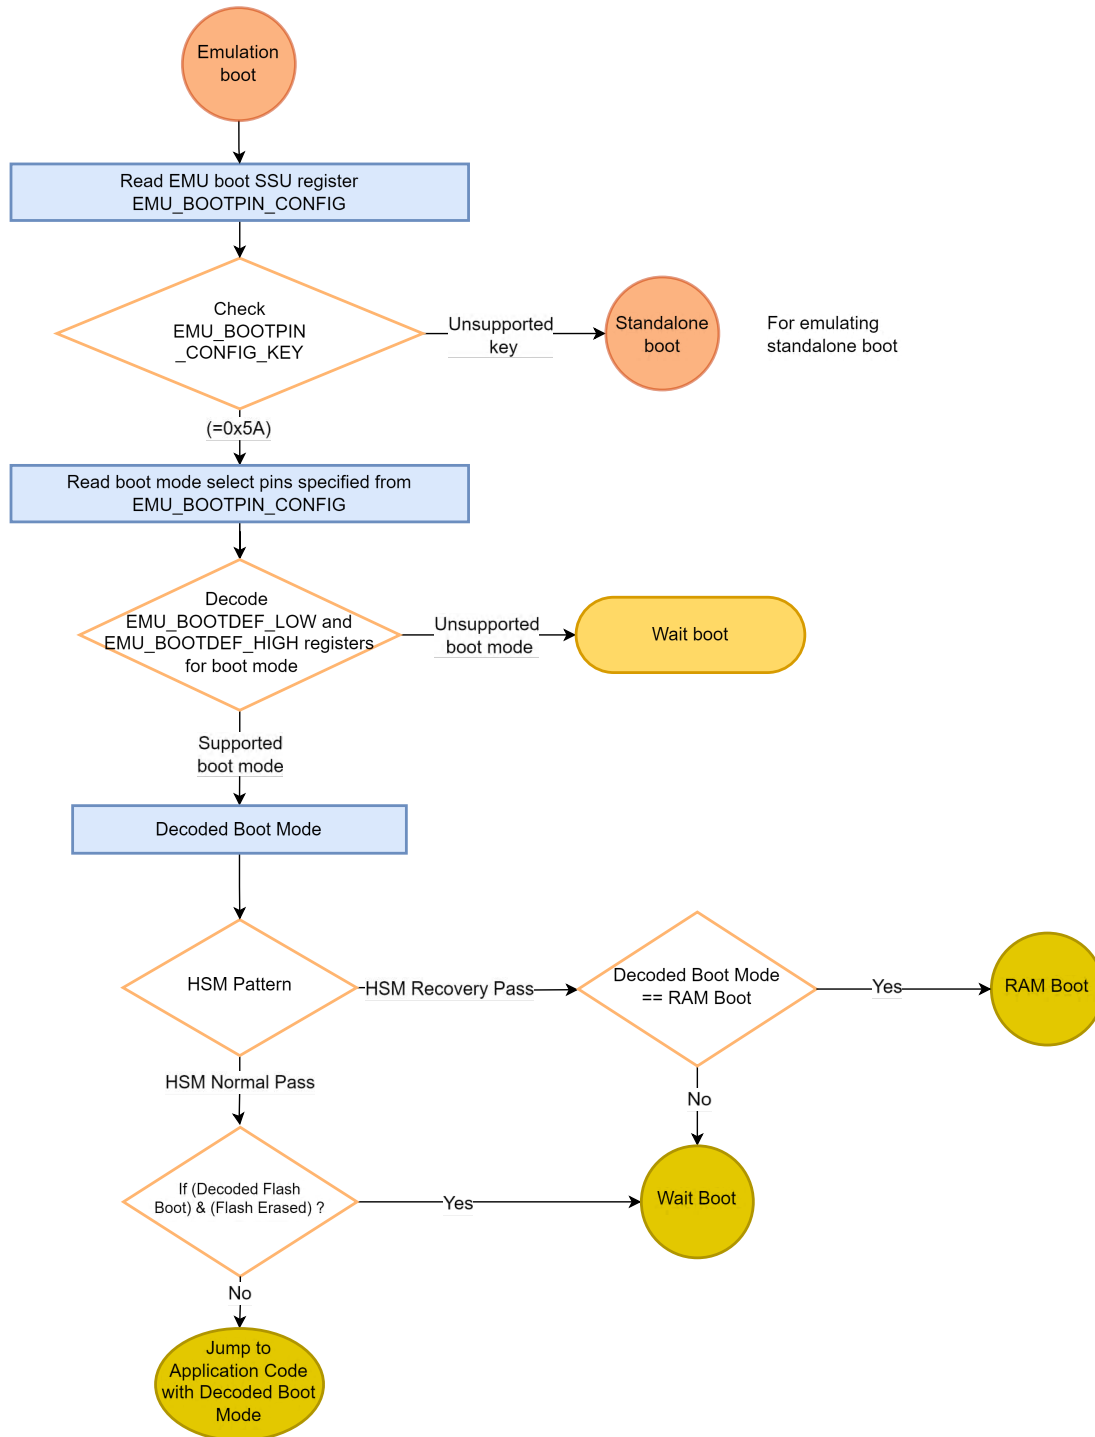 Emulation
boot
Read EMU boot SSU register
EMU_BOOTPIN_CONFIG
Check
EMU_BOOTPIN
_CONFIG_KEY
Unsupported
key
Standalone
boot
For emulating
standalone boot
(=0x5A)
Read boot mode select pins specified from
EMU_BOOTPIN_CONFIG
Decode
EMU_BOOTDEF_LOW and
EMU_BOOTDEF_HIGH registers
for boot mode
Unsupported
boot mode
Wait boot
Supported
boot mode
Decoded Boot Mode
HSM Pattern
HSM Recovery Pass
Decoded Boot Mode
== RAM Boot
Yes
RAM Boot
HSM Normal Pass
No
If (Decoded Flash
Boot) & (Flash Erased) ?
Yes
Wait Boot
No
Jump to
Application Code
with Decoded Boot
Mode